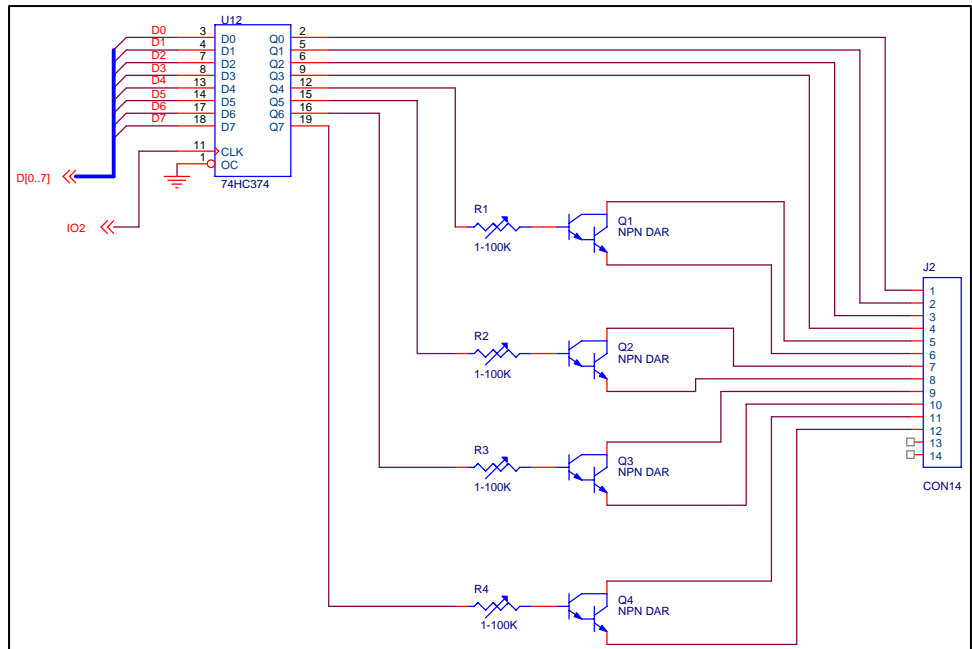 U12
D0 3 D0 Q0 2
D1 4 D1 Q1 5
D2 7 D2 Q2 6
D3 8 D3 Q3 9
D4 13 D4 Q4 12
D5 14 D5 Q5 15
D6 17 D6 Q6 16
D7 18 D7 Q7 19
11 CLK
1 OC
74HC374
D[0..7]
IO2
R1
1-100K
Q1
NPN DAR
R2
1-100K
Q2
NPN DAR
R3
1-100K
Q3
NPN DAR
R4
1-100K
Q4
NPN DAR
J2
1
2
3
4
5
6
7
8
9
10
11
12
13
14
CON14